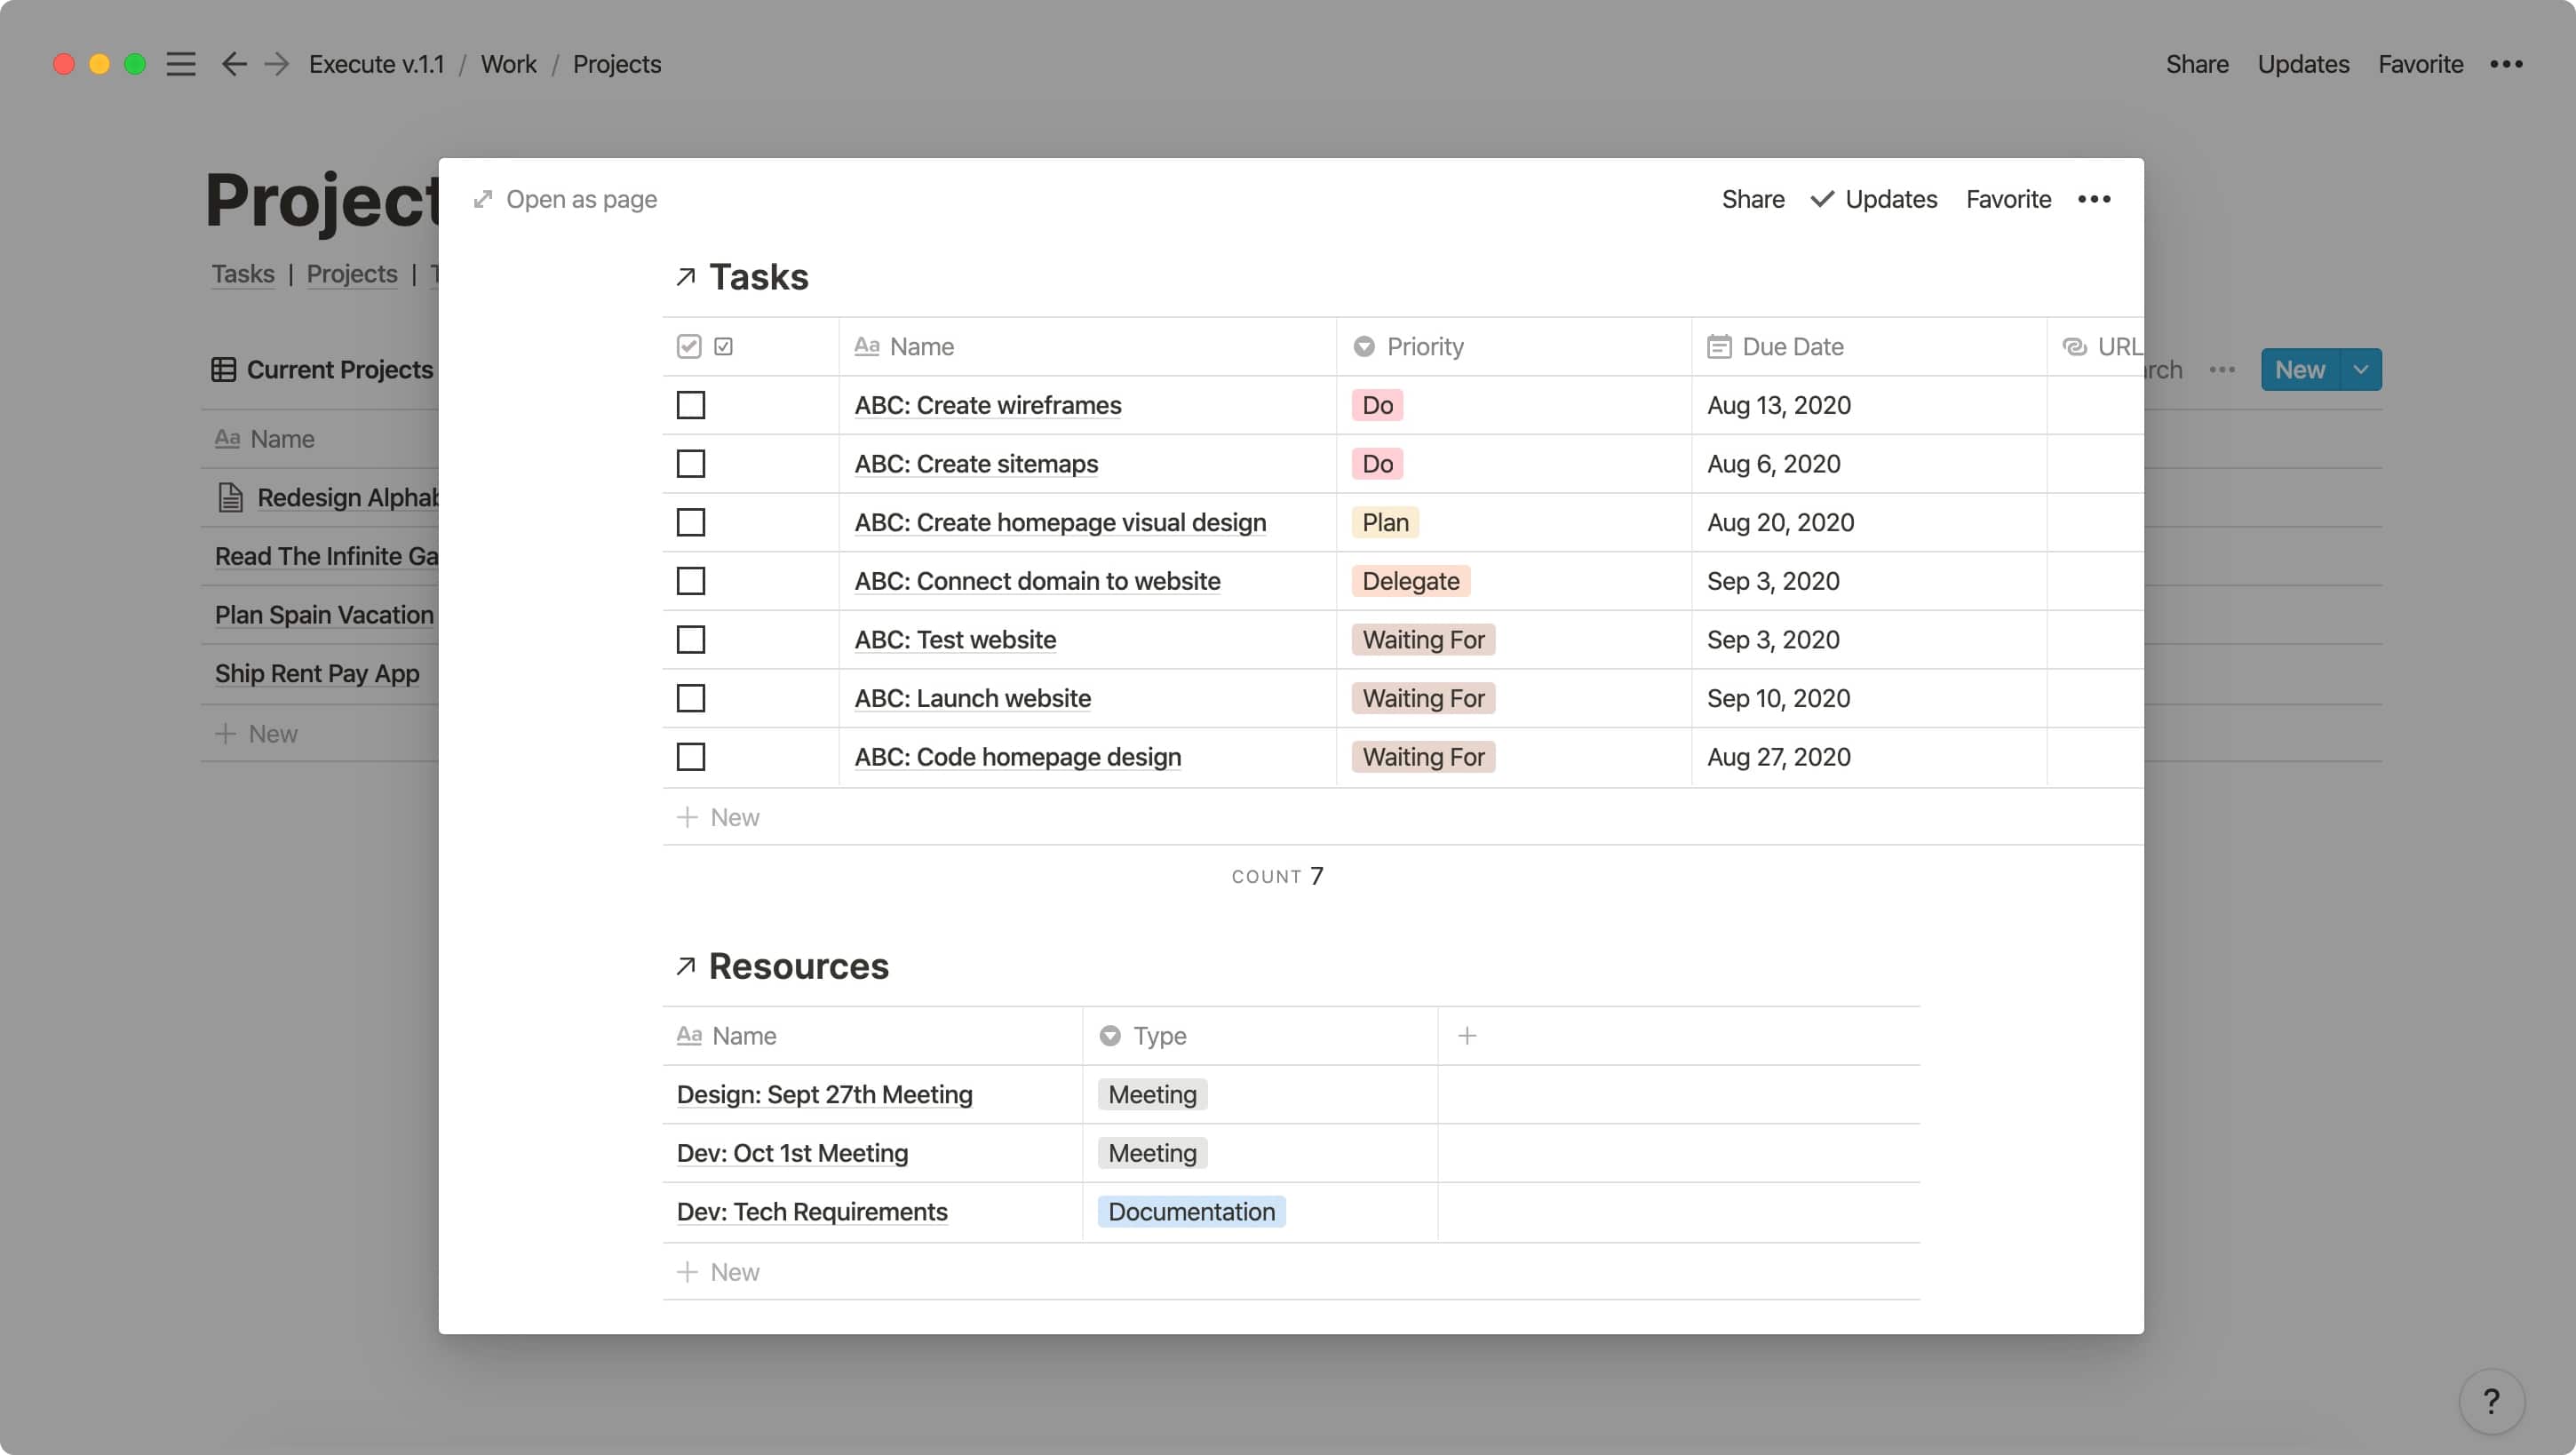 Execute v.1.1 / Work / Projects
Share Updates Favorite
Project
Tasks | Projects |
Current Projects
New
Aa Name
Redesign Alphab
Read The Infinite Ga
Plan Spain Vacation
Ship Rent Pay App
+ New
Open as page
Share Updates Favorite
Tasks
Aa Name Priority Due Date URL
ABC: Create wireframes Do Aug 13, 2020
ABC: Create sitemaps Do Aug 6, 2020
ABC: Create homepage visual design Plan Aug 20, 2020
ABC: Connect domain to website Delegate Sep 3, 2020
ABC: Test website Waiting For Sep 3, 2020
ABC: Launch website Waiting For Sep 10, 2020
ABC: Code homepage design Waiting For Aug 27, 2020
+ New
COUNT 7
Resources
Aa Name Type +
Design: Sept 27th Meeting Meeting
Dev: Oct 1st Meeting Meeting
Dev: Tech Requirements Documentation
+ New
?